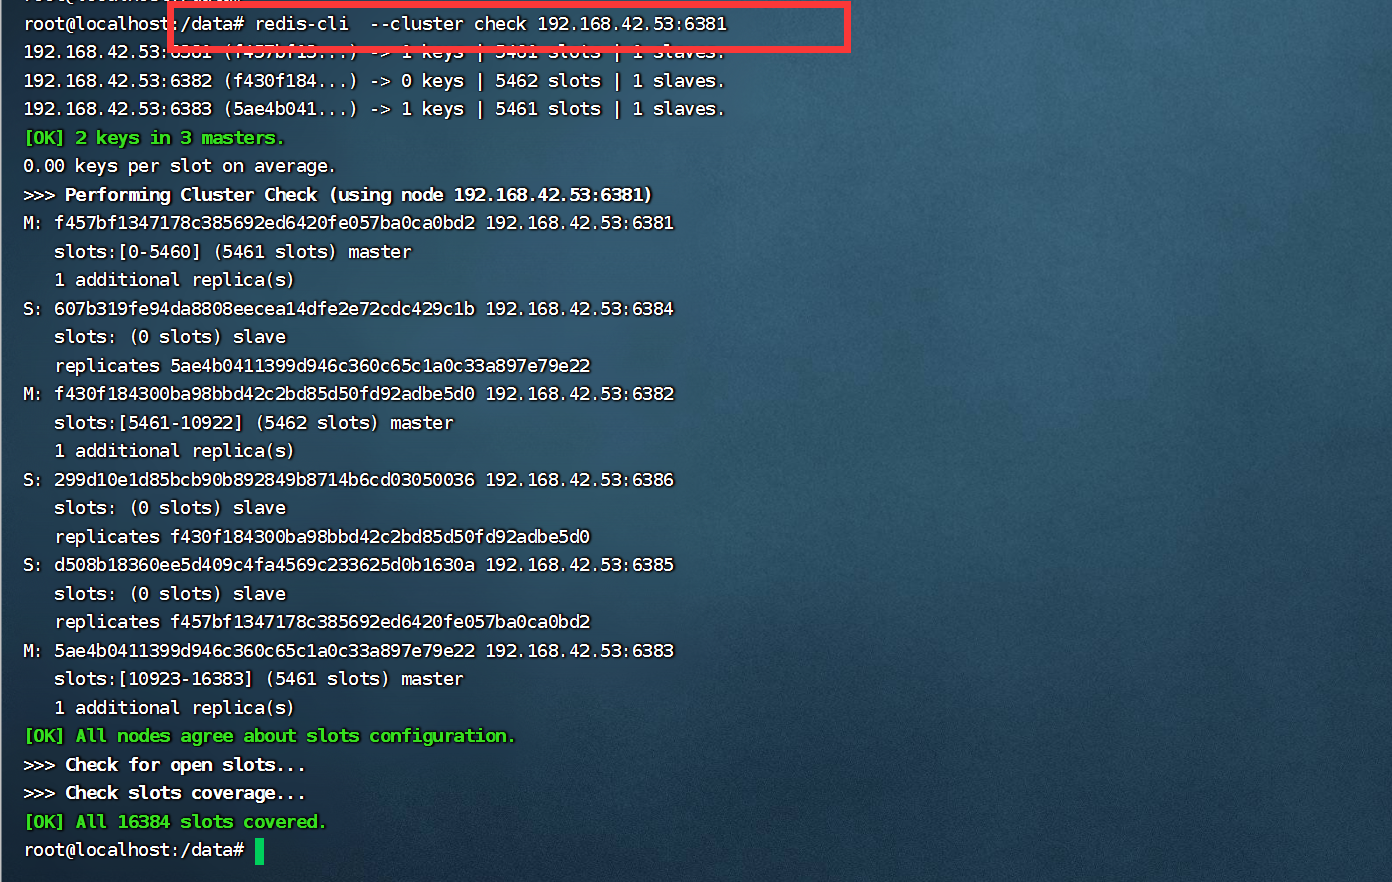 root@localhost:/data# redis-cli  --cluster check 192.168.42.53:6381
192.168.42.53:6381 (f457bf13...) -> 1 keys | 5461 slots | 1 slaves.
192.168.42.53:6382 (f430f184...) -> 0 keys | 5462 slots | 1 slaves.
192.168.42.53:6383 (5ae4b041...) -> 1 keys | 5461 slots | 1 slaves.
[OK] 2 keys in 3 masters.
0.00 keys per slot on average.
>>> Performing Cluster Check (using node 192.168.42.53:6381)
M: f457bf1347178c385692ed6420fe057ba0ca0bd2 192.168.42.53:6381
   slots:[0-5460] (5461 slots) master
   1 additional replica(s)
S: 607b319fe94da8808eecea14dfe2e72cdc429c1b 192.168.42.53:6384
   slots: (0 slots) slave
   replicates 5ae4b0411399d946c360c65c1a0c33a897e79e22
M: f430f184300ba98bbd42c2bd85d50fd92adbe5d0 192.168.42.53:6382
   slots:[5461-10922] (5462 slots) master
   1 additional replica(s)
S: 299d10e1d85bcb90b892849b8714b6cd03050036 192.168.42.53:6386
   slots: (0 slots) slave
   replicates f430f184300ba98bbd42c2bd85d50fd92adbe5d0
S: d508b18360ee5d409c4fa4569c233625d0b1630a 192.168.42.53:6385
   slots: (0 slots) slave
   replicates f457bf1347178c385692ed6420fe057ba0ca0bd2
M: 5ae4b0411399d946c360c65c1a0c33a897e79e22 192.168.42.53:6383
   slots:[10923-16383] (5461 slots) master
   1 additional replica(s)
[OK] All nodes agree about slots configuration.
>>> Check for open slots...
>>> Check slots coverage...
[OK] All 16384 slots covered.
root@localhost:/data#